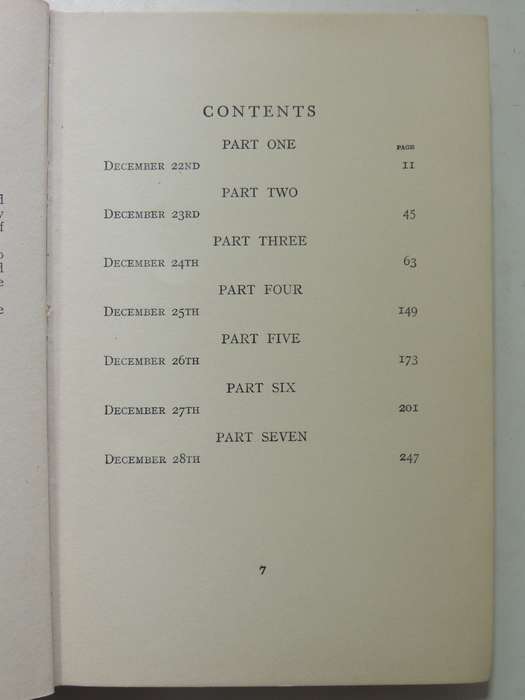 CONTENTS
PART ONE
PAGE
DECEMBER 22ND 11
PART TWO
DECEMBER 23RD 45
PART THREE
DECEMBER 24TH 63
PART FOUR
DECEMBER 25TH 149
PART FIVE
DECEMBER 26TH 173
PART SIX
DECEMBER 27TH 201
PART SEVEN
DECEMBER 28TH 247
7